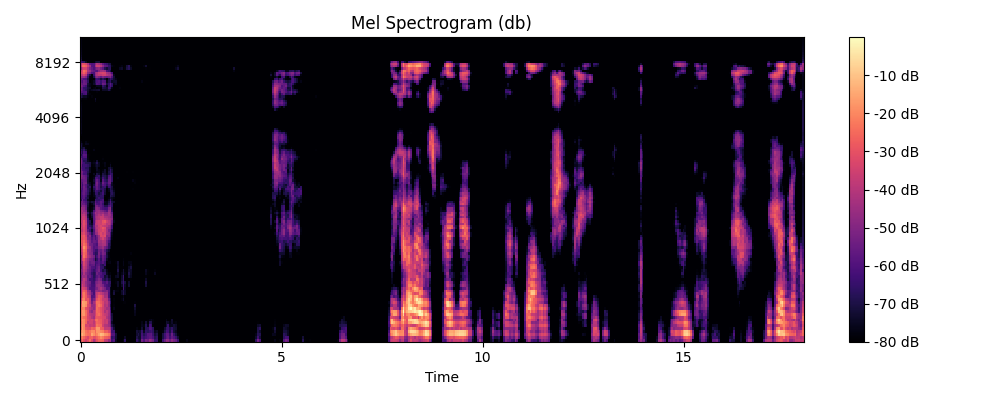 Mel Spectrogram (db)
Hz
8192
4096
2048
1024
512
0
0 5 10 15
Time
-10 dB
-20 dB
-30 dB
-40 dB
-50 dB
-60 dB
-70 dB
-80 dB